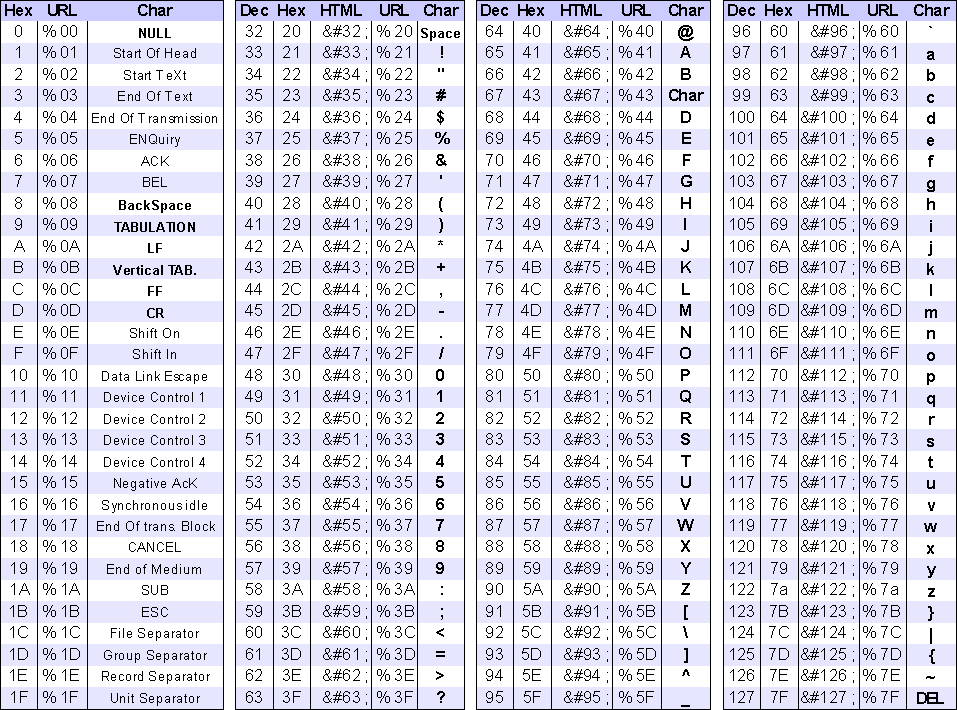 Hex URL Char Dec Hex HTML URL Char Dec Hex HTML URL Char Dec Hex HTML URL Char
0 %00 NULL 32 20 &#32; %20 Space 64 40 &#64; %40 @ 96 60 &#96; %60 `
1 %01 Start Of Head 33 21 &#33; %21 ! 65 41 &#65; %41 A 97 61 &#97; %61 a
2 %02 Start TeXt 34 22 &#34; %22 " 66 42 &#66; %42 B 98 62 &#98; %62 b
3 %03 End Of Text 35 23 &#35; %23 # 67 43 &#67; %43 Char 99 63 &#99; %63 c
4 %04 End Of Transmission 36 24 &#36; %24 $ 68 44 &#68; %44 D 100 64 &#100; %64 d
5 %05 ENQuiry 37 25 &#37; %25 % 69 45 &#69; %45 E 101 65 &#101; %65 e
6 %06 ACK 38 26 &#38; %26 & 70 46 &#70; %46 F 102 66 &#102; %66 f
7 %07 BEL 39 27 &#39; %27 ' 71 47 &#71; %47 G 103 67 &#103; %67 g
8 %08 BackSpace 40 28 &#40; %28 ( 72 48 &#72; %48 H 104 68 &#104; %68 h
9 %09 TABULATION 41 29 &#41; %29 ) 73 49 &#73; %49 I 105 69 &#105; %69 i
A %0A LF 42 2A &#42; %2A * 74 4A &#74; %4A J 106 6A &#106; %6A j
B %0B Vertical TAB. 43 2B &#43; %2B + 75 4B &#75; %4B K 107 6B &#107; %6B k
C %0C FF 44 2C &#44; %2C , 76 4C &#76; %4C L 108 6C &#108; %6C l
D %0D CR 45 2D &#45; %2D - 77 4D &#77; %4D M 109 6D &#109; %6D m
E %0E Shift On 46 2E &#46; %2E . 78 4E &#78; %4E N 110 6E &#110; %6E n
F %0F Shift In 47 2F &#47; %2F / 79 4F &#79; %4F O 111 6F &#111; %6F o
10 %10 Data Link Escape 48 30 &#48; %30 0 80 50 &#80; %50 P 112 70 &#112; %70 p
11 %11 Device Control 1 49 31 &#49; %31 1 81 51 &#81; %51 Q 113 71 &#113; %71 q
12 %12 Device Control 2 50 32 &#50; %32 2 82 52 &#82; %52 R 114 72 &#114; %72 r
13 %13 Device Control 3 51 33 &#51; %33 3 83 53 &#83; %53 S 115 73 &#115; %73 s
14 %14 Device Control 4 52 34 &#52; %34 4 84 54 &#84; %54 T 116 74 &#116; %74 t
15 %15 Negative AcK 53 35 &#53; %35 5 85 55 &#85; %55 U 117 75 &#117; %75 u
16 %16 Synchronous idle 54 36 &#54; %36 6 86 56 &#86; %56 V 118 76 &#118; %76 v
17 %17 End Of trans. Block 55 37 &#55; %37 7 87 57 &#87; %57 W 119 77 &#119; %77 w
18 %18 CANCEL 56 38 &#56; %38 8 88 58 &#88; %58 X 120 78 &#120; %78 x
19 %19 End of Medium 57 39 &#57; %39 9 89 59 &#89; %59 Y 121 79 &#121; %79 y
1A %1A SUB 58 3A &#58; %3A : 90 5A &#90; %5A Z 122 7a &#122; %7a z
1B %1B ESC 59 3B &#59; %3B ; 91 5B &#91; %5B [ 123 7B &#123; %7B }
1C %1C File Separator 60 3C &#60; %3C < 92 5C &#92; %5C \ 124 7C &#124; %7C |
1D %1D Group Separator 61 3D &#61; %3D = 93 5D &#93; %5D ] 125 7D &#125; %7D {
1E %1E Record Separator 62 3E &#62; %3E > 94 5E &#94; %5E ^ 126 7E &#126; %7E ~
1F %1F Unit Separator 63 3F &#63; %3F ? 95 5F &#95; %5F _ 127 7F &#127; %7F DEL